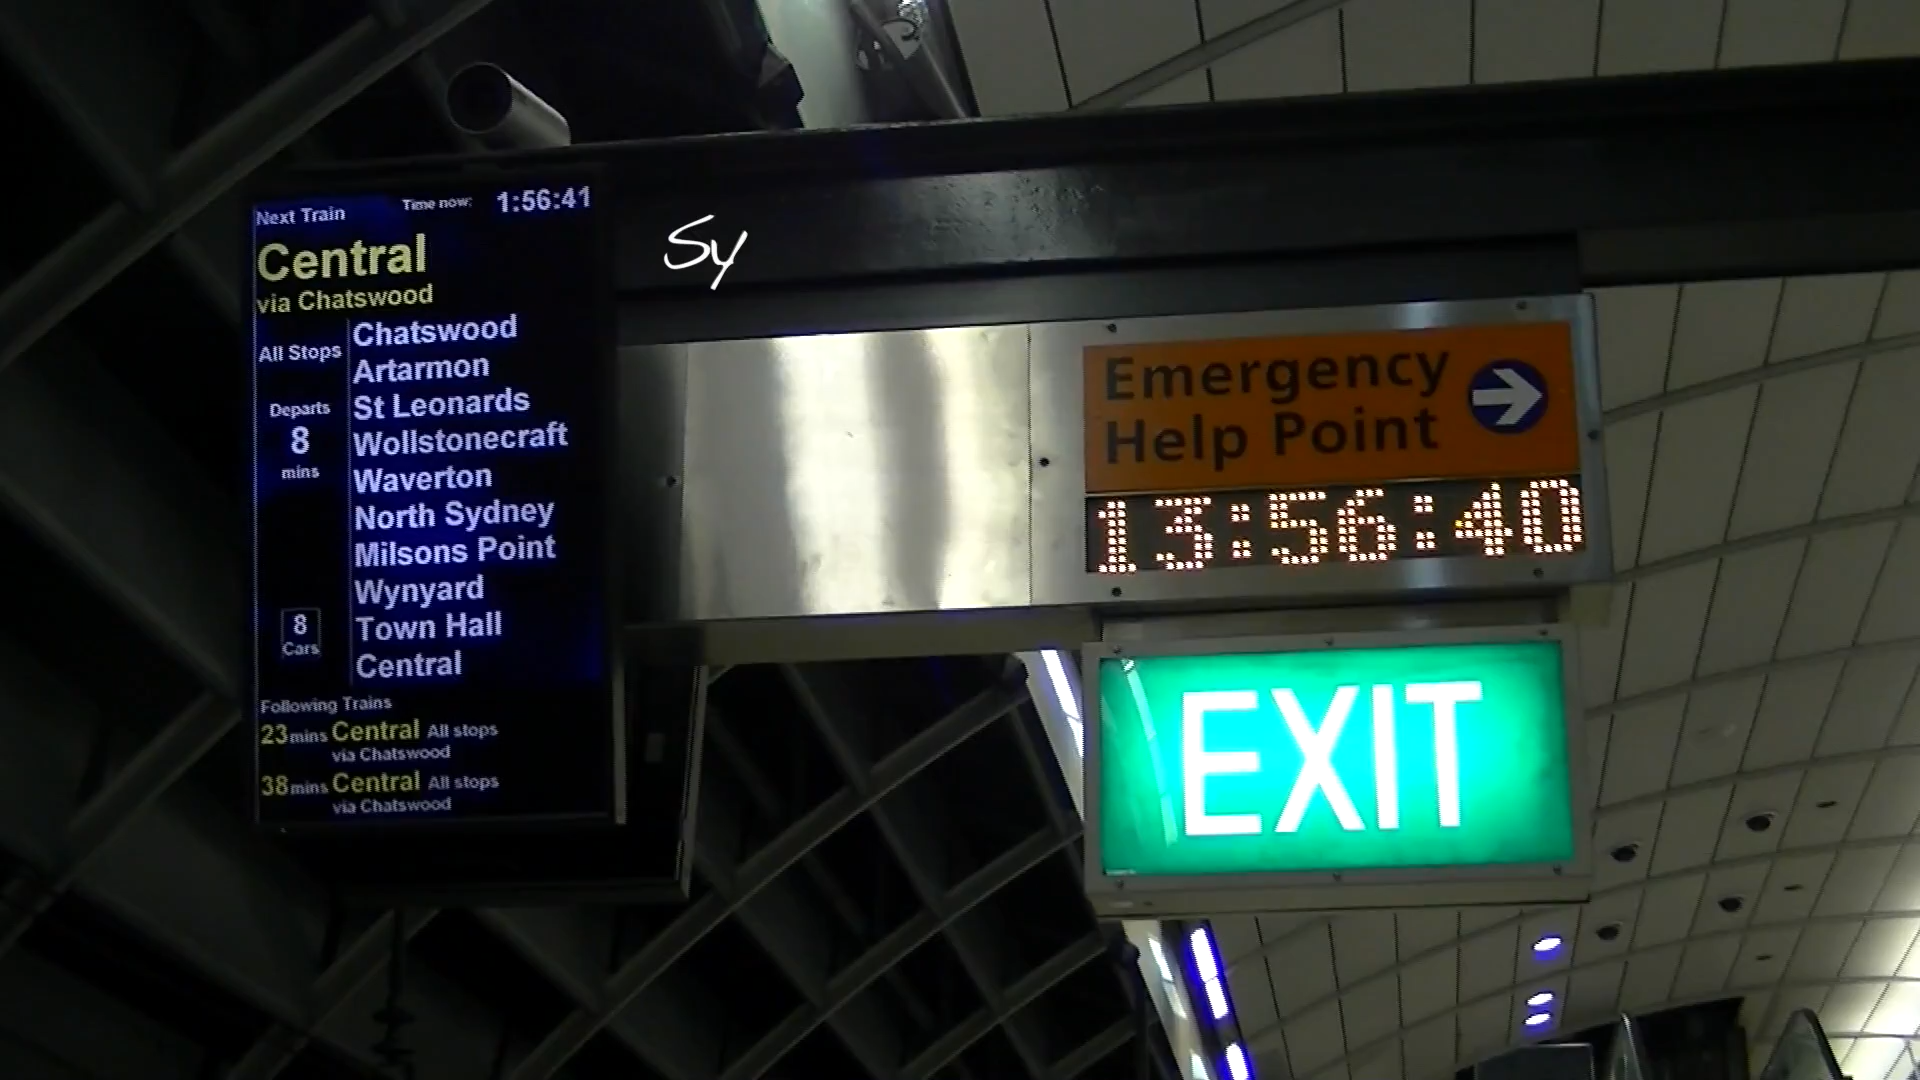 Next Train Time now: 1:56:41
Central
via Chatswood
All Stops
Departs
8
mins
8
Cars
Chatswood
Artarmon
St Leonards
Wollstonecraft
Waverton
North Sydney
Milsons Point
Wynyard
Town Hall
Central
Following Trains
23 mins Central All stops
via Chatswood
38 mins Central All stops
via Chatswood
Sy
Emergency
Help Point
13:56:40
EXIT